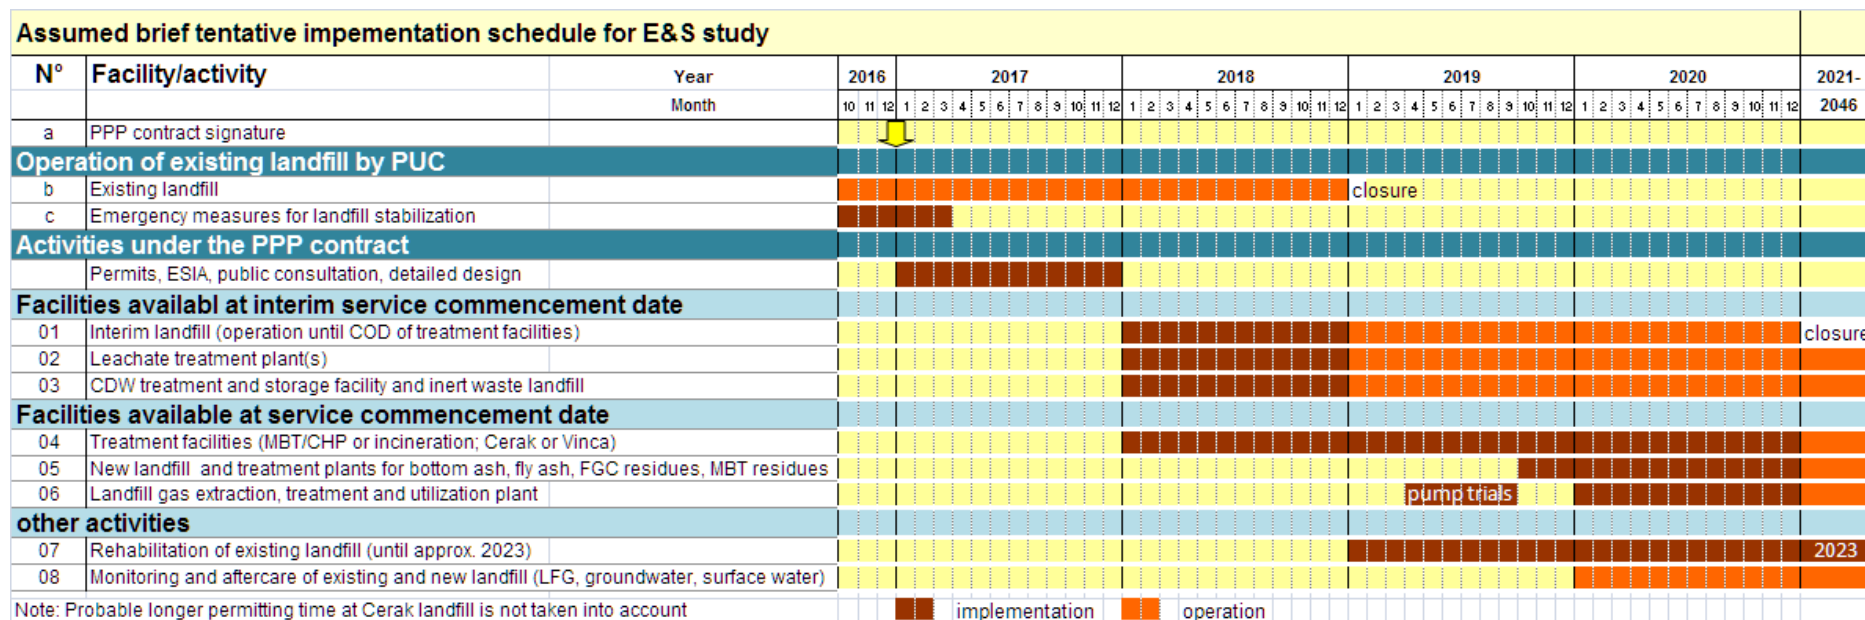 Assumed brief tentative impementation schedule for E&S study
N° Facility/activity Year 2016 2017 2018 2019 2020 2021-
Month 10 11 12 1 2 3 4 5 6 7 8 9 10 11 12 1 2 3 4 5 6 7 8 9 10 11 12 1 2 3 4 5 6 7 8 9 10 11 12 1 2 3 4 5 6 7 8 9 10 11 12 2046
a PPP contract signature
Operation of existing landfill by PUC
b Existing landfill closure
c Emergency measures for landfill stabilization
Activities under the PPP contract
Permits, ESIA, public consultation, detailed design
Facilities availabl at interim service commencement date
01 Interim landfill (operation until COD of treatment facilities) closure
02 Leachate treatment plant(s)
03 CDW treatment and storage facility and inert waste landfill
Facilities available at service commencement date
04 Treatment facilities (MBT/CHP or incineration; Cerak or Vinca)
05 New landfill and treatment plants for bottom ash, fly ash, FGC residues, MBT residues
06 Landfill gas extraction, treatment and utilization plant pump trials
other activities
07 Rehabilitation of existing landfill (until approx. 2023) 2023
08 Monitoring and aftercare of existing and new landfill (LFG, groundwater, surface water)
Note: Probable longer permitting time at Cerak landfill is not taken into account implementation operation